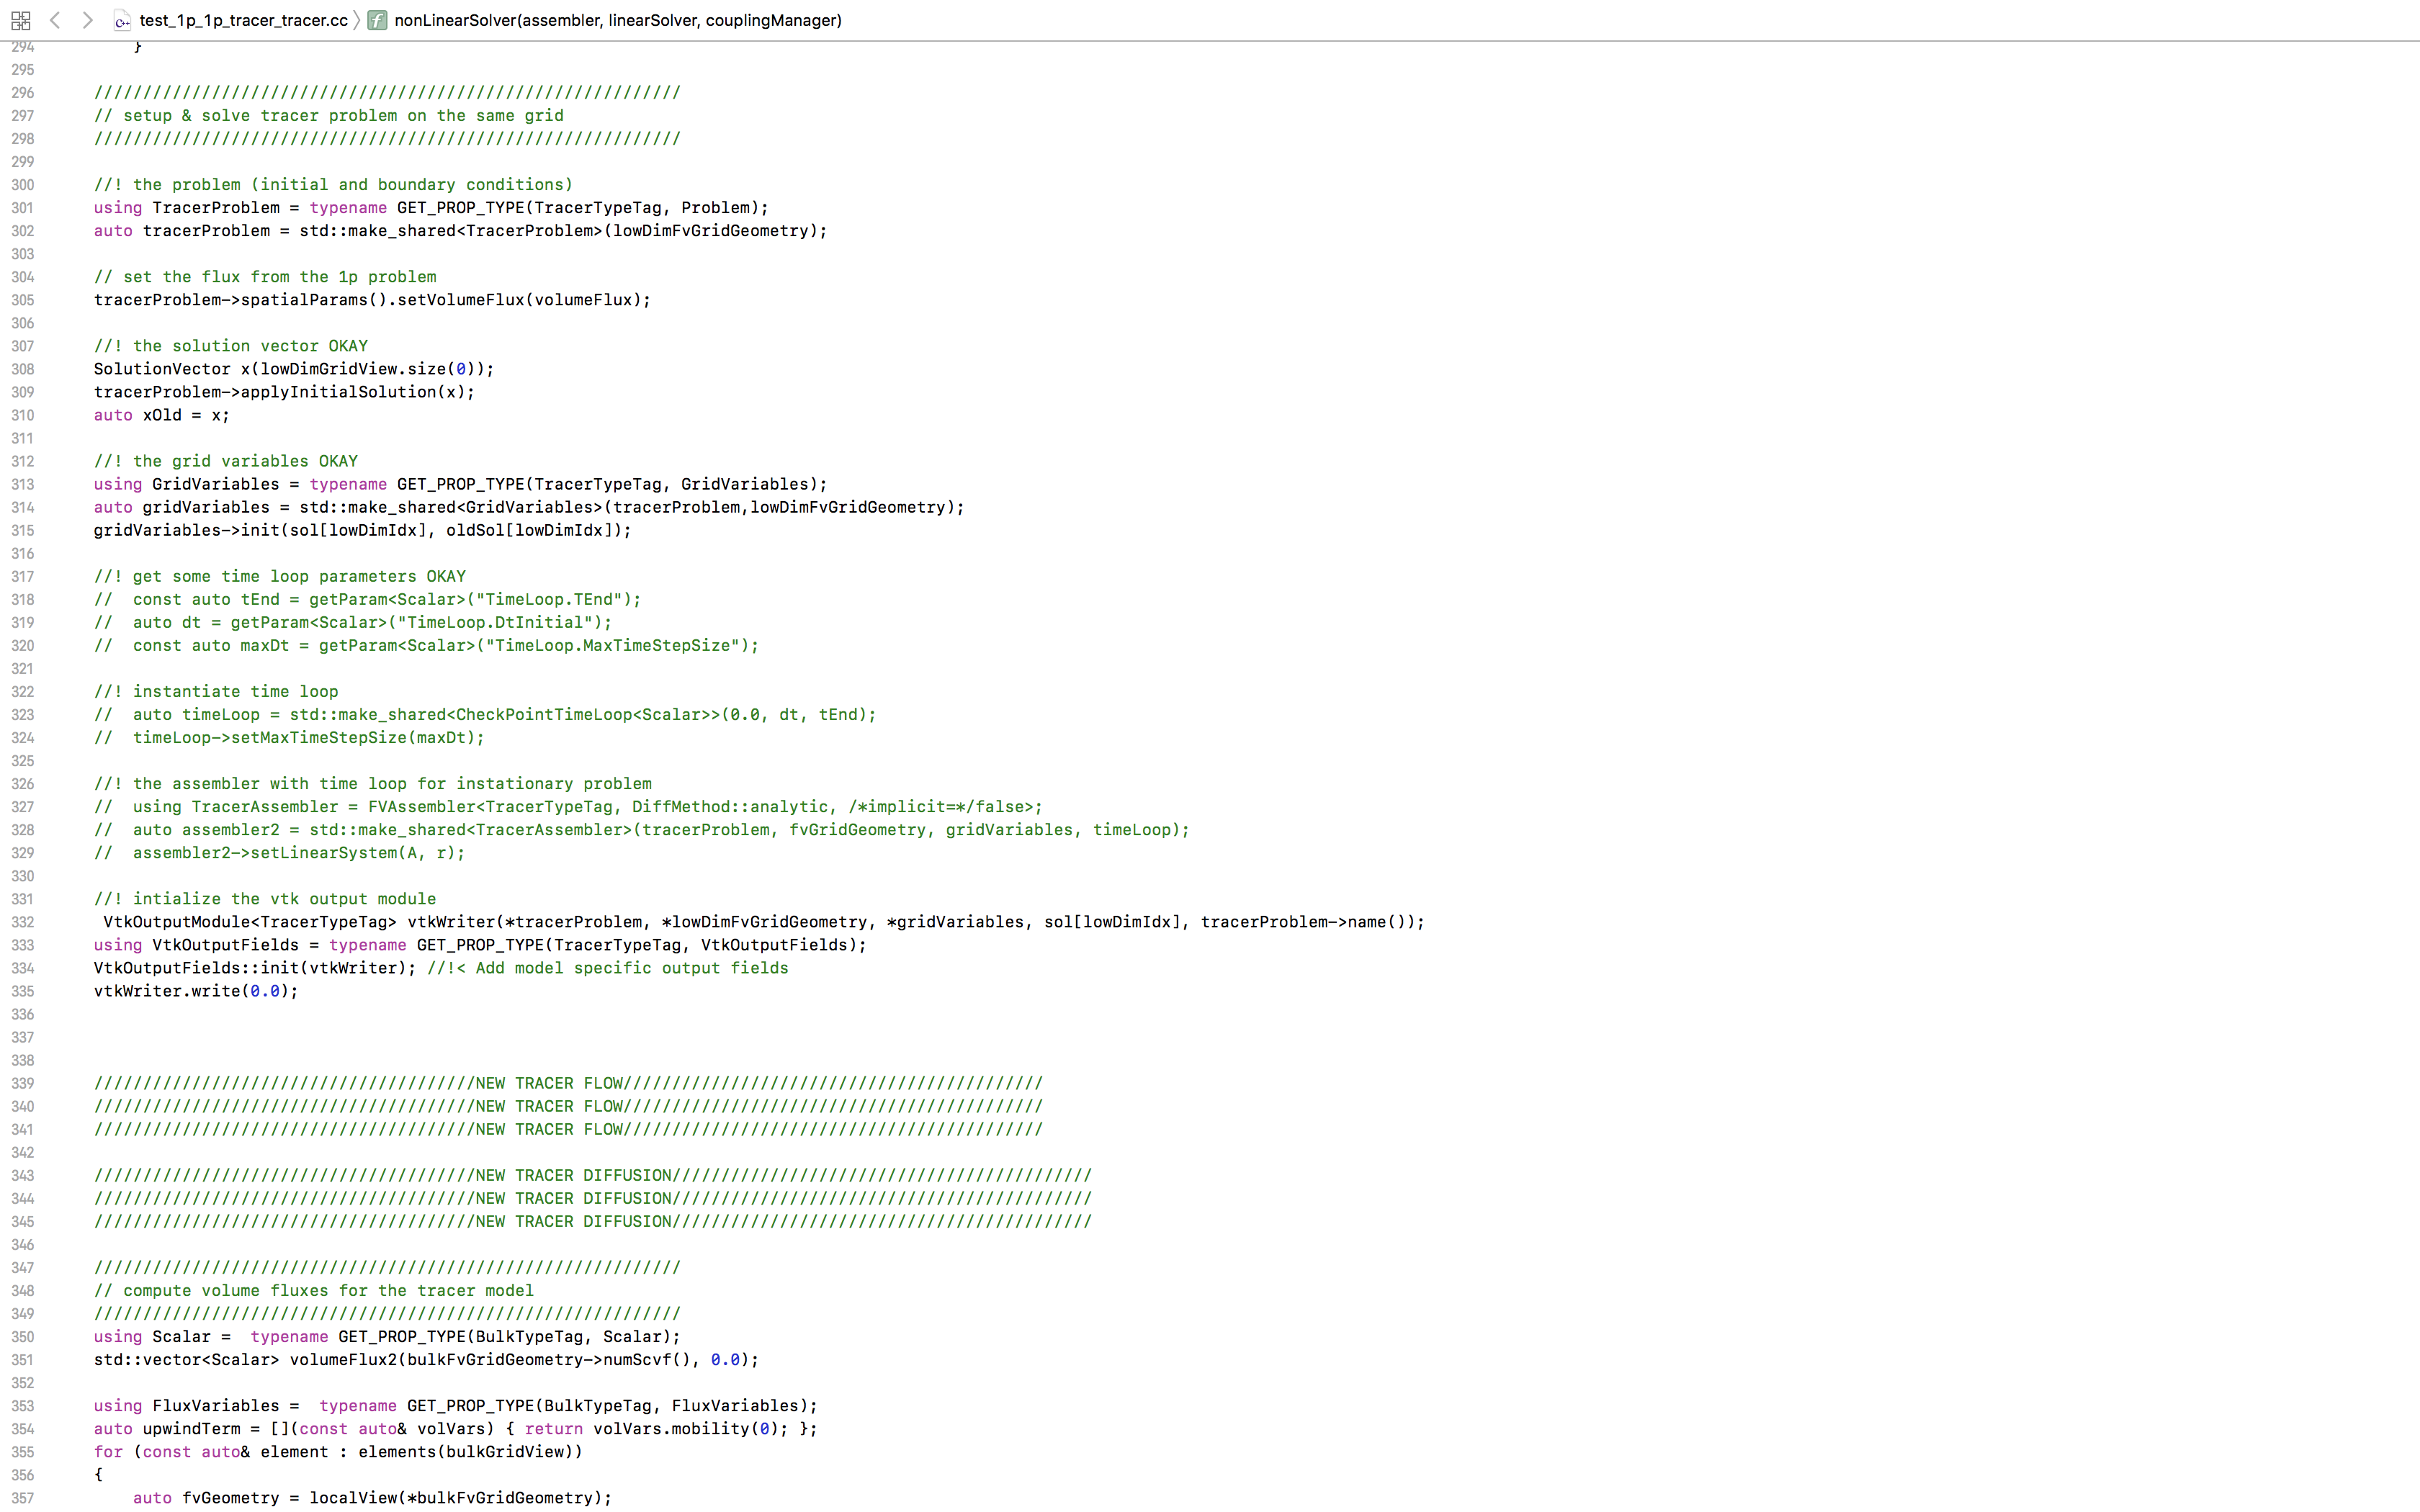 test_1p_1p_tracer_tracer.cc nonLinearSolver(assembler, linearSolver, couplingManager)
294 }
295
296 ////////////////////////////////////////////////////////////
297 // setup & solve tracer problem on the same grid
298 ////////////////////////////////////////////////////////////
299
300 //! the problem (initial and boundary conditions)
301 using TracerProblem = typename GET_PROP_TYPE(TracerTypeTag, Problem);
302 auto tracerProblem = std::make_shared<TracerProblem>(lowDimFvGridGeometry);
303
304 // set the flux from the 1p problem
305 tracerProblem->spatialParams().setVolumeFlux(volumeFlux);
306
307 //! the solution vector OKAY
308 SolutionVector x(lowDimGridView.size(0));
309 tracerProblem->applyInitialSolution(x);
310 auto xOld = x;
311
312 //! the grid variables OKAY
313 using GridVariables = typename GET_PROP_TYPE(TracerTypeTag, GridVariables);
314 auto gridVariables = std::make_shared<GridVariables>(tracerProblem,lowDimFvGridGeometry);
315 gridVariables->init(sol[lowDimIdx], oldSol[lowDimIdx]);
316
317 //! get some time loop parameters OKAY
318 //  const auto tEnd = getParam<Scalar>("TimeLoop.TEnd");
319 //  auto dt = getParam<Scalar>("TimeLoop.DtInitial");
320 //  const auto maxDt = getParam<Scalar>("TimeLoop.MaxTimeStepSize");
321
322 //! instantiate time loop
323 //  auto timeLoop = std::make_shared<CheckPointTimeLoop<Scalar>>(0.0, dt, tEnd);
324 //  timeLoop->setMaxTimeStepSize(maxDt);
325
326 //! the assembler with time loop for instationary problem
327 //  using TracerAssembler = FVAssembler<TracerTypeTag, DiffMethod::analytic, /*implicit=*/false>;
328 //  auto assembler2 = std::make_shared<TracerAssembler>(tracerProblem, fvGridGeometry, gridVariables, timeLoop);
329 //  assembler2->setLinearSystem(A, r);
330
331 //! intialize the vtk output module
332  VtkOutputModule<TracerTypeTag> vtkWriter(*tracerProblem, *lowDimFvGridGeometry, *gridVariables, sol[lowDimIdx], tracerProblem->name());
333 using VtkOutputFields = typename GET_PROP_TYPE(TracerTypeTag, VtkOutputFields);
334 VtkOutputFields::init(vtkWriter); //!< Add model specific output fields
335 vtkWriter.write(0.0);
336
337
338
339 ///////////////////////////////////////NEW TRACER FLOW///////////////////////////////////////////
340 ///////////////////////////////////////NEW TRACER FLOW///////////////////////////////////////////
341 ///////////////////////////////////////NEW TRACER FLOW///////////////////////////////////////////
342
343 ///////////////////////////////////////NEW TRACER DIFFUSION///////////////////////////////////////////
344 ///////////////////////////////////////NEW TRACER DIFFUSION///////////////////////////////////////////
345 ///////////////////////////////////////NEW TRACER DIFFUSION///////////////////////////////////////////
346
347 ////////////////////////////////////////////////////////////
348 // compute volume fluxes for the tracer model
349 ////////////////////////////////////////////////////////////
350 using Scalar =  typename GET_PROP_TYPE(BulkTypeTag, Scalar);
351 std::vector<Scalar> volumeFlux2(bulkFvGridGeometry->numScvf(), 0.0);
352
353 using FluxVariables =  typename GET_PROP_TYPE(BulkTypeTag, FluxVariables);
354 auto upwindTerm = [](const auto& volVars) { return volVars.mobility(0); };
355 for (const auto& element : elements(bulkGridView))
356 {
357     auto fvGeometry = localView(*bulkFvGridGeometry);